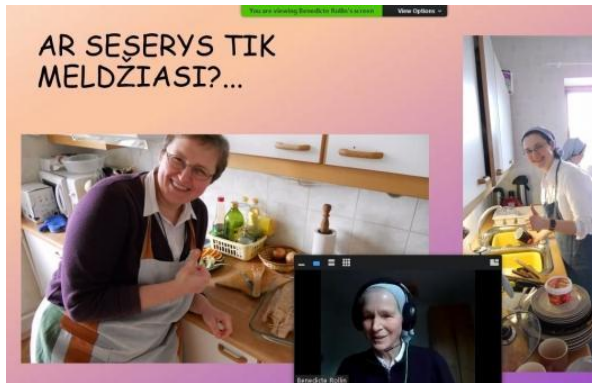 You are viewing Benedicte Rollin's screen
View Options
AR SESERYS TIK
MELDŽIASI?...
Benedicte Rollin